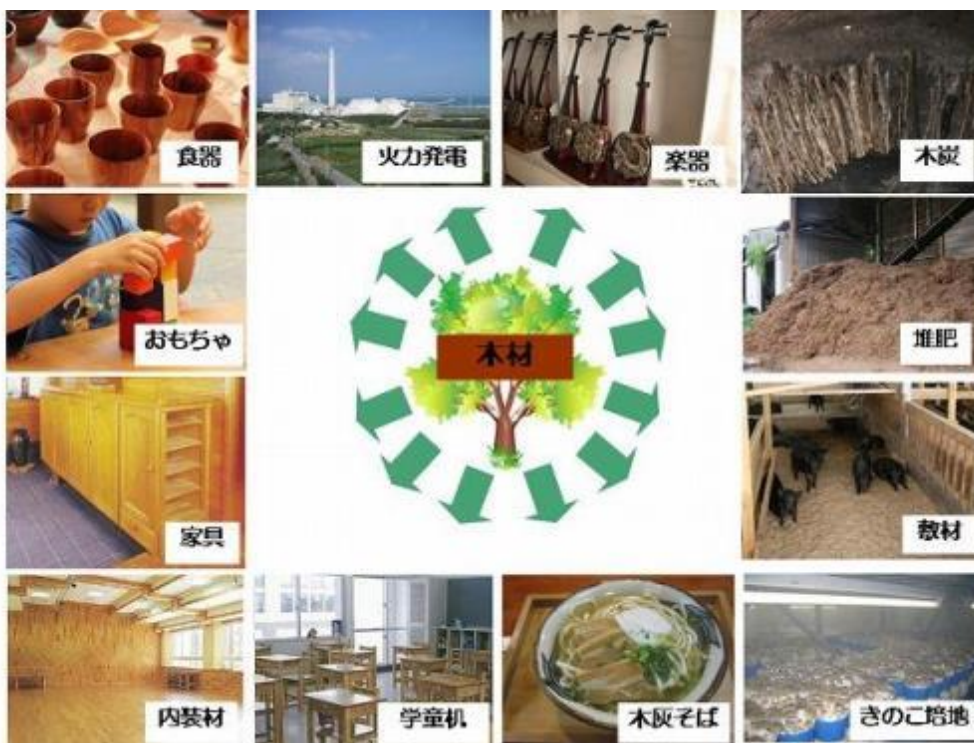 食器
火力発電
楽器
木炭
おもちゃ
木材
堆肥
家具
敷材
内装材
学童机
木灰そば
きのこ培地